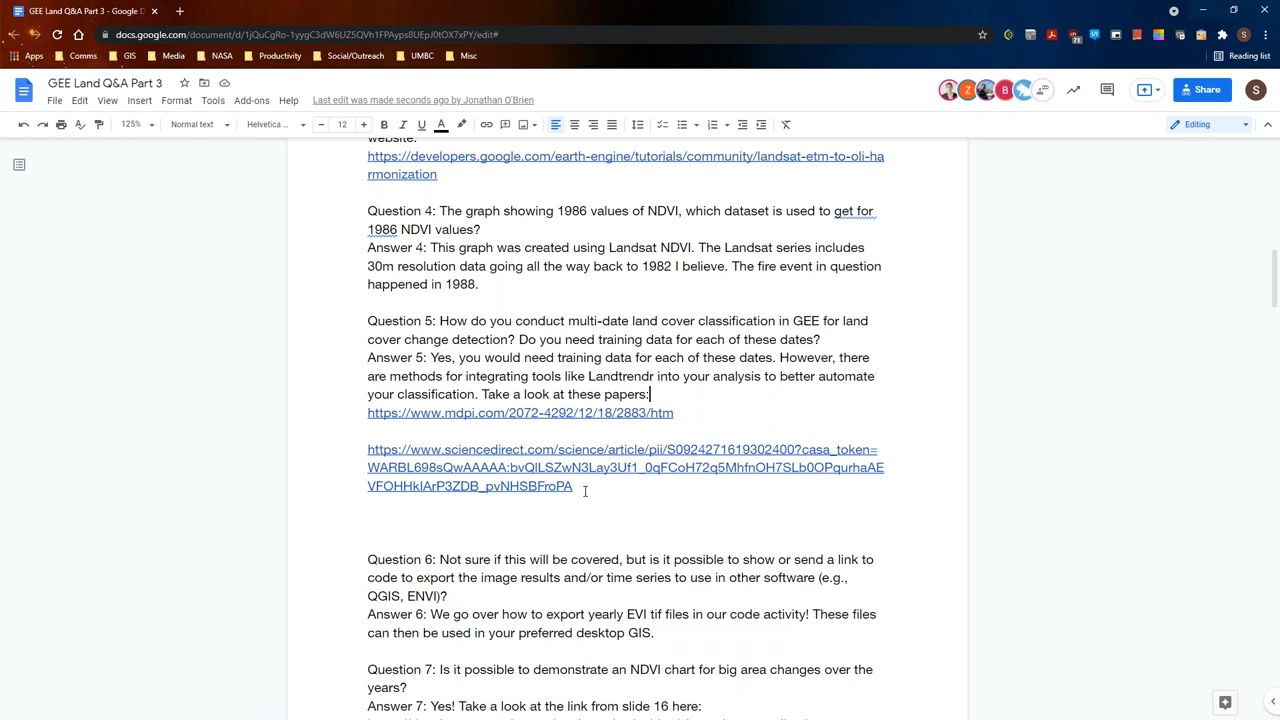 GEE Land Q&A Part 3 - Google D
docs.google.com/document/d/1jQuCgRo-1yygC3dW6UZ5QVh1FPAyps8UEpJ0tOX7xPY/edit#
Apps Comms GIS Media NASA Productivity Social/Outreach UMBC Misc Reading list
GEE Land Q&A Part 3
File Edit View Insert Format Tools Add-ons Help Last edit was made seconds ago by Jonathan O'Brien
Z B Share S
125% Normal text Helvetica ... 12 B I U A Editing
website:
https://developers.google.com/earth-engine/tutorials/community/landsat-etm-to-oli-ha
rmonization
Question 4: The graph showing 1986 values of NDVI, which dataset is used to get for
1986 NDVI values?
Answer 4: This graph was created using Landsat NDVI. The Landsat series includes
30m resolution data going all the way back to 1982 I believe. The fire event in question
happened in 1988.
Question 5: How do you conduct multi-date land cover classification in GEE for land
cover change detection? Do you need training data for each of these dates?
Answer 5: Yes, you would need training data for each of these dates. However, there
are methods for integrating tools like Landtrendr into your analysis to better automate
your classification. Take a look at these papers:
https://www.mdpi.com/2072-4292/12/18/2883/htm
https://www.sciencedirect.com/science/article/pii/S0924271619302400?casa_token=
WARBL698sQwAAAAA:bvQlLSZwN3Lay3Uf1_0qFCoH72q5MhfnOH7SLb0OPqurhaAE
VFOHHkIArP3ZDB_pvNHSBFroPA
Question 6: Not sure if this will be covered, but is it possible to show or send a link to
code to export the image results and/or time series to use in other software (e.g.,
QGIS, ENVI)?
Answer 6: We go over how to export yearly EVI tif files in our code activity! These files
can then be used in your preferred desktop GIS.
Question 7: Is it possible to demonstrate an NDVI chart for big area changes over the
years?
Answer 7: Yes! Take a look at the link from slide 16 here: